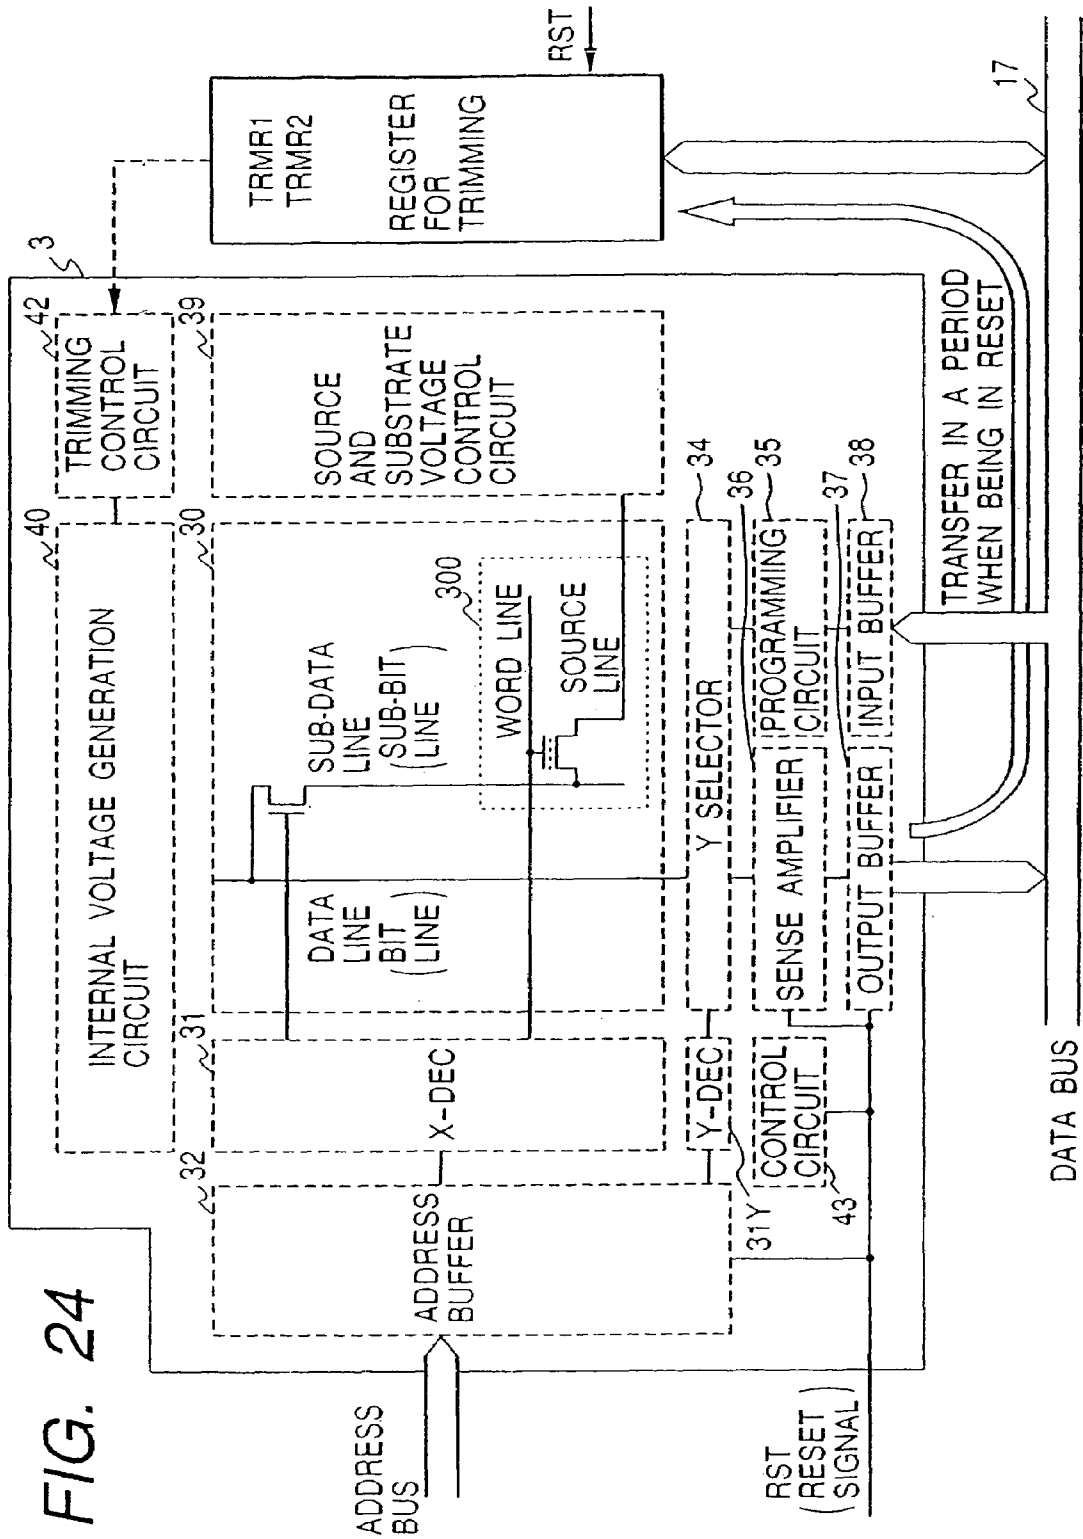 FIG. 24
3
40
INTERNAL VOLTAGE GENERATION
CIRCUIT
42
TRIMMING
CONTROL
CIRCUIT
TRMR1
TRMR2
REGISTER
FOR
TRIMMING
RST
ADDRESS
BUS
32
ADDRESS
BUFFER
31
X-DEC
30
DATA
LINE
(BIT
LINE)
SUB-DATA
LINE
(SUB-BIT
LINE)
300
WORD LINE
SOURCE
LINE
39
SOURCE
AND
SUBSTRATE
VOLTAGE
CONTROL
CIRCUIT
Y-DEC
31Y
Y SELECTOR
34
CONTROL
CIRCUIT
43
SENSE AMPLIFIER
36
PROGRAMMING
CIRCUIT
35
OUTPUT BUFFER
37
INPUT BUFFER
38
RST
(RESET
SIGNAL)
TRANSFER IN A PERIOD
WHEN BEING IN RESET
DATA BUS
17